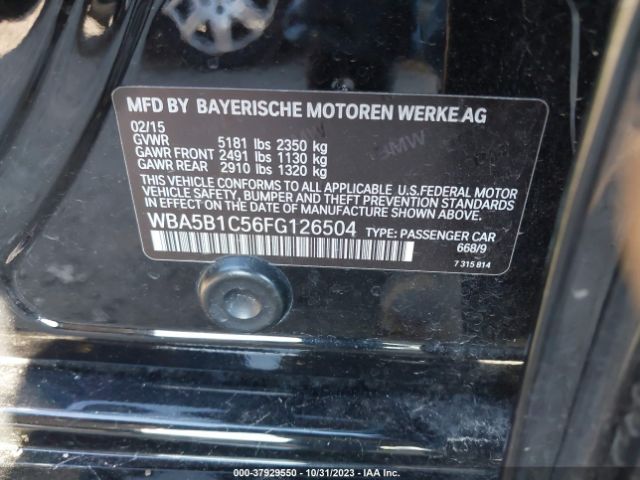 MFD BY BAYERISCHE MOTOREN WERKE AG
02/15
GVWR 5181 lbs 2350 kg
GAWR FRONT 2491 lbs 1130 kg
GAWR REAR 2910 lbs 1320 kg
THIS VEHICLE CONFORMS TO ALL APPLICABLE U.S.FEDERAL MOTOR
VEHICLE SAFETY, BUMPER AND THEFT PREVENTION STANDARDS
IN EFFECT ON THE DATE OF MANUFACTURE SHOWN ABOVE.
WBA5B1C56FG126504 TYPE: PASSENGER CAR
668/9
7 315 814
000-37929550 - 10/31/2023 - IAA Inc.